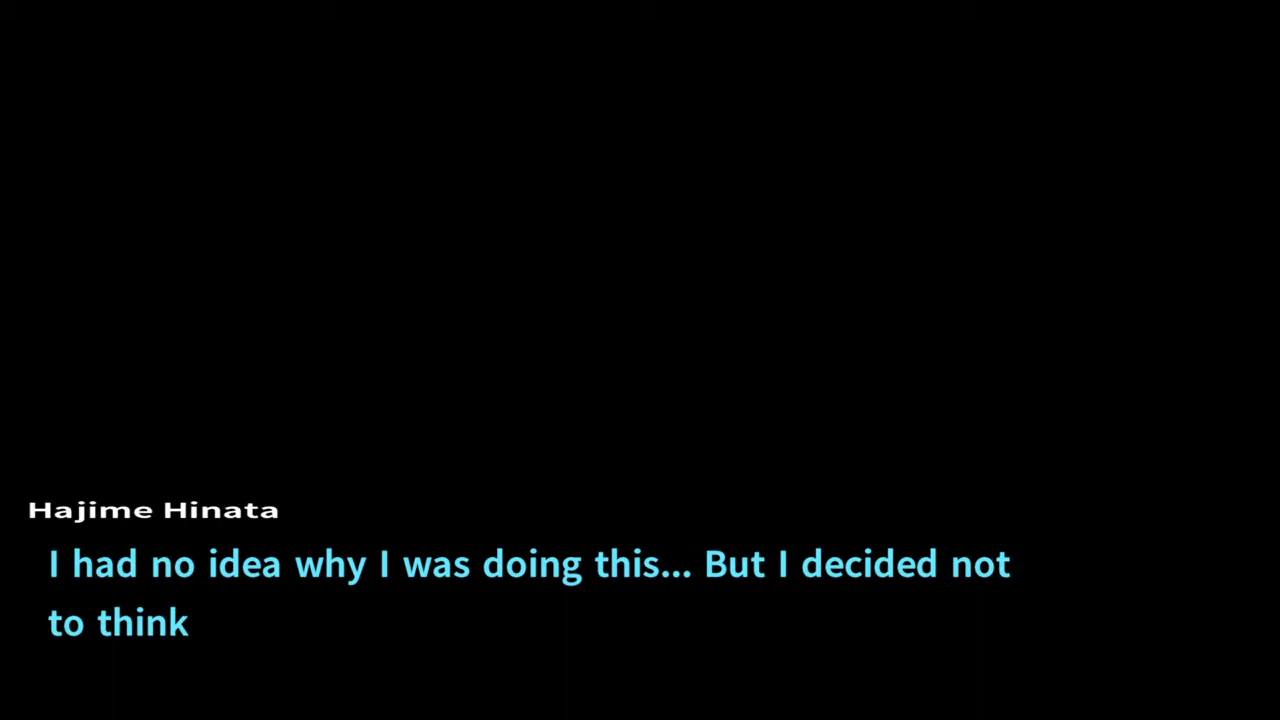 Hajime Hinata
I had no idea why I was doing this... But I decided not
to think